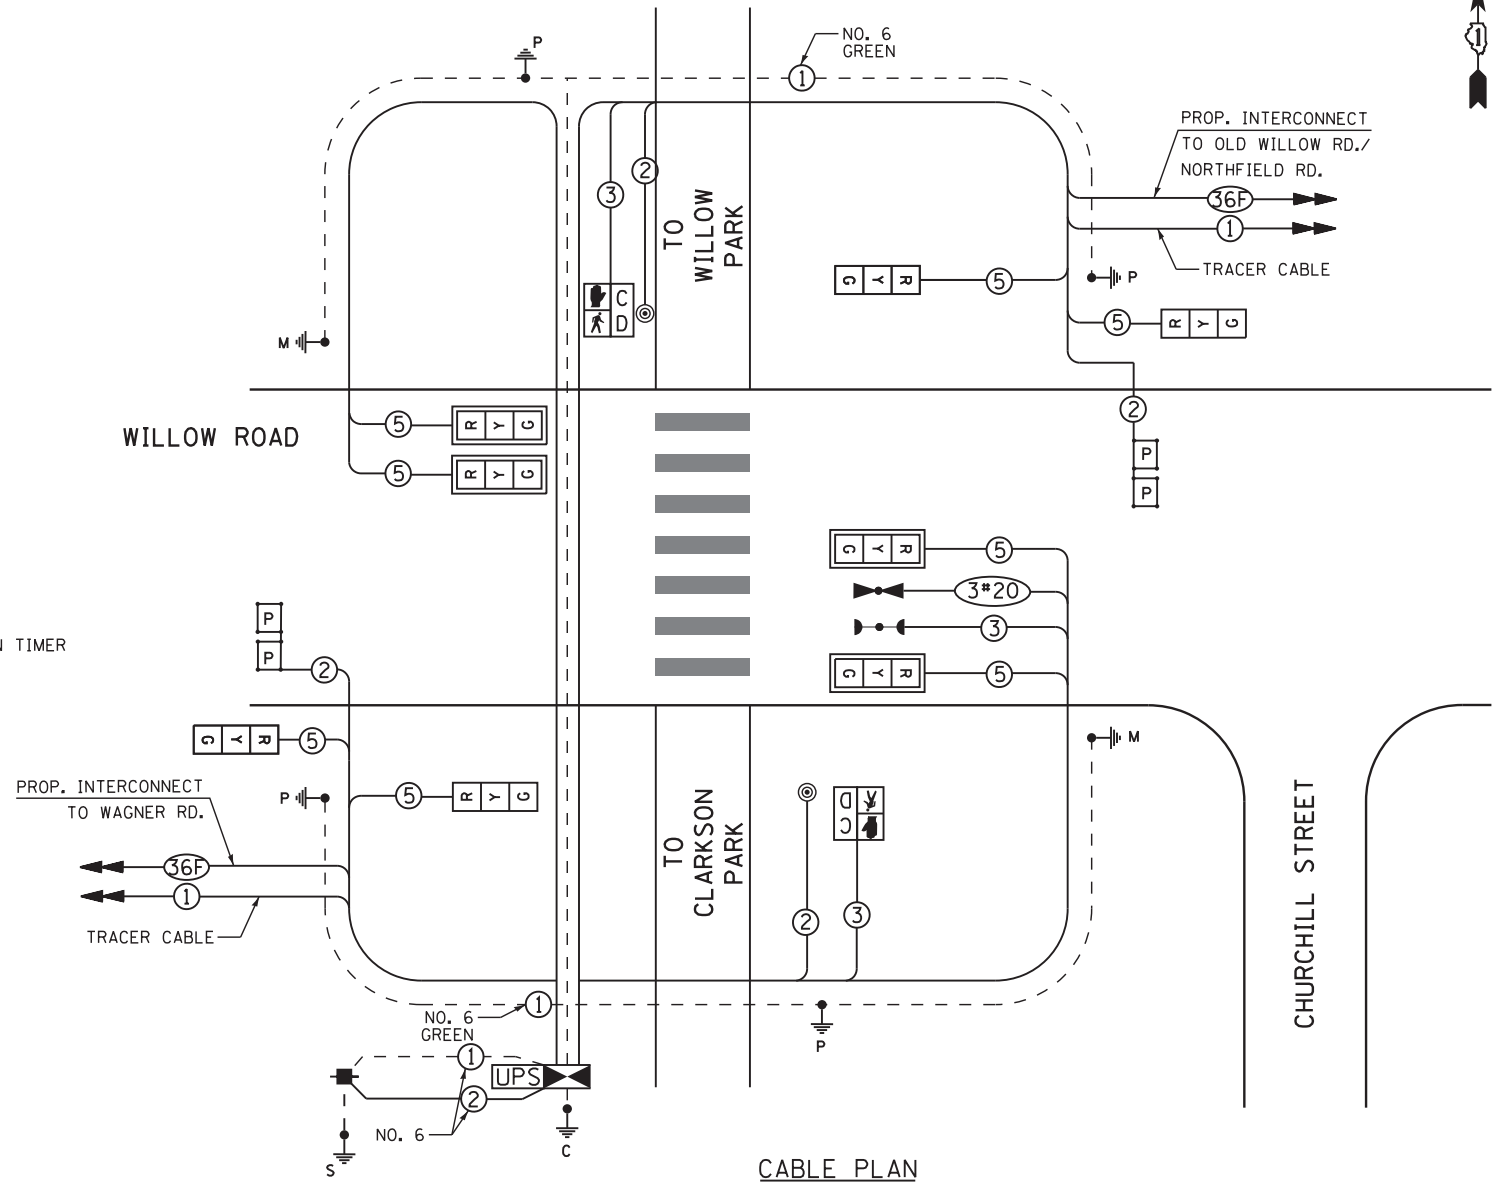 P
NO. 6
GREEN
1
1
PROP. INTERCONNECT
TO OLD WILLOW RD./
NORTHFIELD RD.
36F
1
TRACER CABLE
2
3
TO
WILLOW
PARK
C
D
G Y R
5
P
5
R Y G
M
2
P
P
WILLOW ROAD
5
R Y G
5
R Y G
G Y R
5
3#20
3
G Y R
5
P
P
2
N TIMER
G Y R
5
5
R Y G
PROP. INTERCONNECT
TO WAGNER RD.
P
36F
1
TRACER CABLE
TO
CLARKSON
PARK
D
C
2
3
M
CHURCHILL STREET
NO. 6
GREEN
1
P
1
UPS
2
NO. 6
C
S
CABLE PLAN